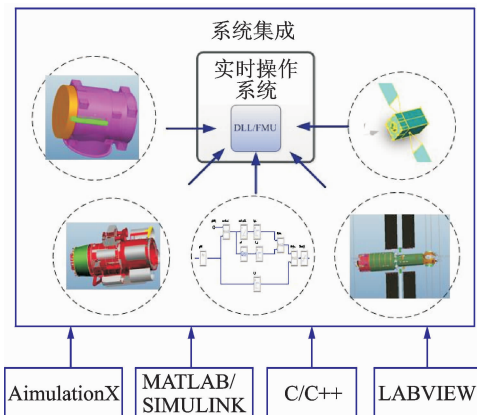 系统集成
实时操作
系统
DLL/FMU
AimulationX
MATLAB/
SIMULINK
C/C++
LABVIEW